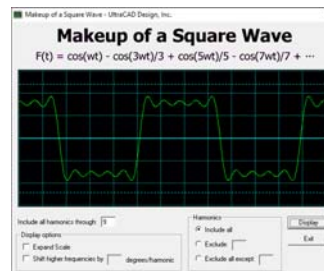 Makeup of a Square Wave - UltraCAD Design, Inc.
Makeup of a Square Wave
F(t) = cos(wt) - cos(3wt)/3 + cos(5wt)/5 - cos(7wt)/7 + ···
Include all harmonics through: 9
Display options
Expand Scale
Shift higher frequencies by degrees/harmonic
Harmonics
Include all
Exclude
Exclude all except:
Display
Exit